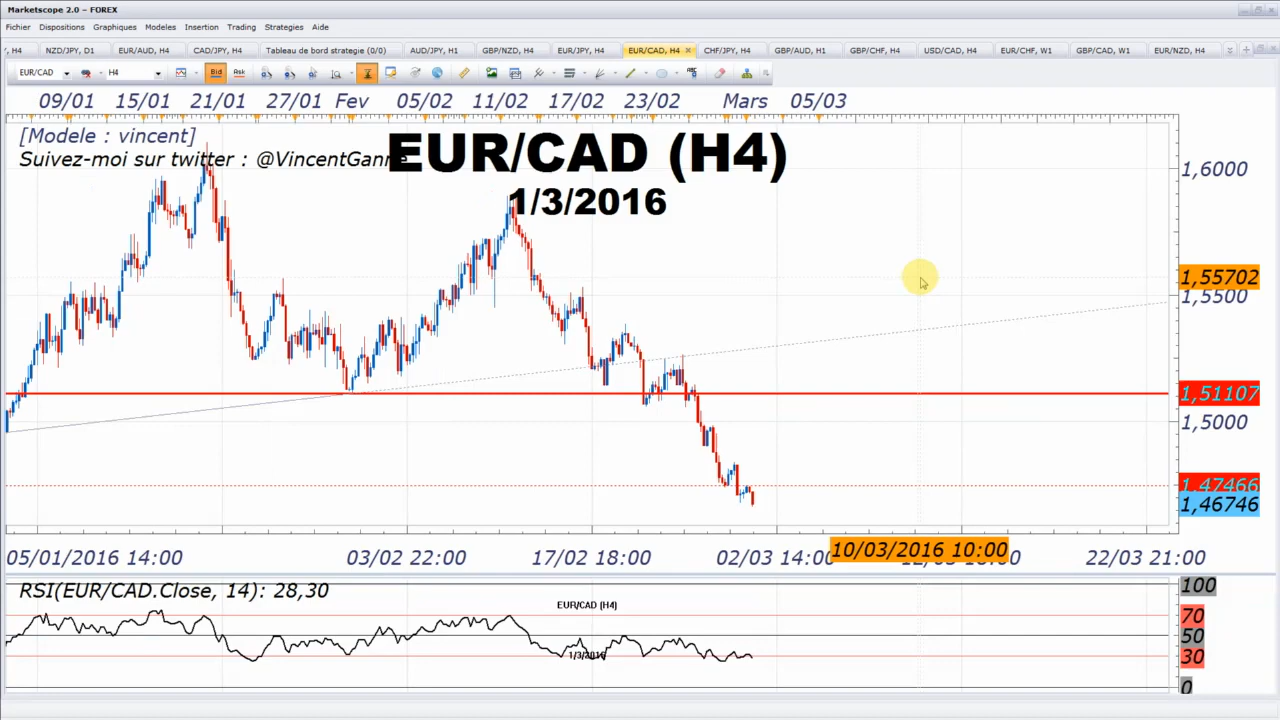 Marketscope 2.0 – FOREX
Fichier Dispositions Graphiques Modeles Insertion Trading Strategies Aide
, H4 NZD/JPY, D1 EUR/AUD, H4 CAD/JPY, H4 Tableau de bord strategie (0/0) AUD/JPY, H1 GBP/NZD, H4 EUR/JPY, H4 EUR/CAD, H4 CHF/JPY, H4 GBP/AUD, H1 GBP/CHF, H4 USD/CAD, H4 EUR/CHF, W1 GBP/CAD, W1 EUR/NZD, H4
EUR/CAD H4 Bid Rsk
09/01 15/01 21/01 27/01 Fev 05/02 11/02 17/02 23/02 Mars 05/03
[Modele : vincent]
Suivez-moi sur twitter : @VincentGanne
EUR/CAD (H4)
1/3/2016
1,6000
1,55702
1,5500
1,51107
1,5000
1,47466
1,46746
05/01/2016 14:00 03/02 22:00 17/02 18:00 02/03 14:00 10/03/2016 10:00 22/03 21:00
RSI(EUR/CAD.Close, 14): 28,30
EUR/CAD (H4)
1/3/2016
100
70
50
30
0